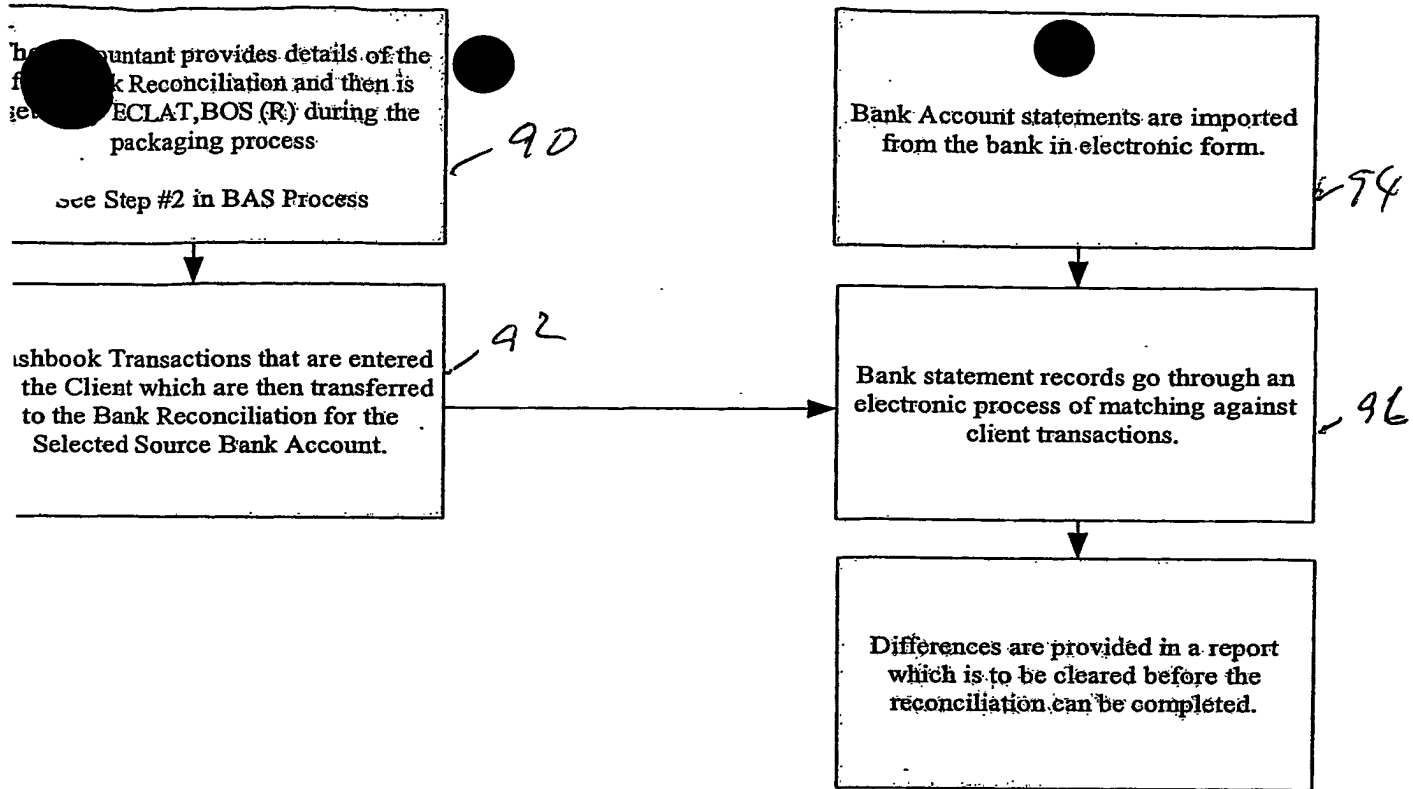 provides details of the
Reconciliation and then is
ECLAT,BOS (R) during the
packaging process
See Step #2 in BAS Process
90
Transactions that are entered
the Client which are then transferred
to the Bank Reconciliation for the
Selected Source Bank Account.
92
Bank Account statements are imported
from the bank in electronic form.
94
Bank statement records go through an
electronic process of matching against
client transactions.
96
Differences are provided in a report
which is to be cleared before the
reconciliation can be completed.